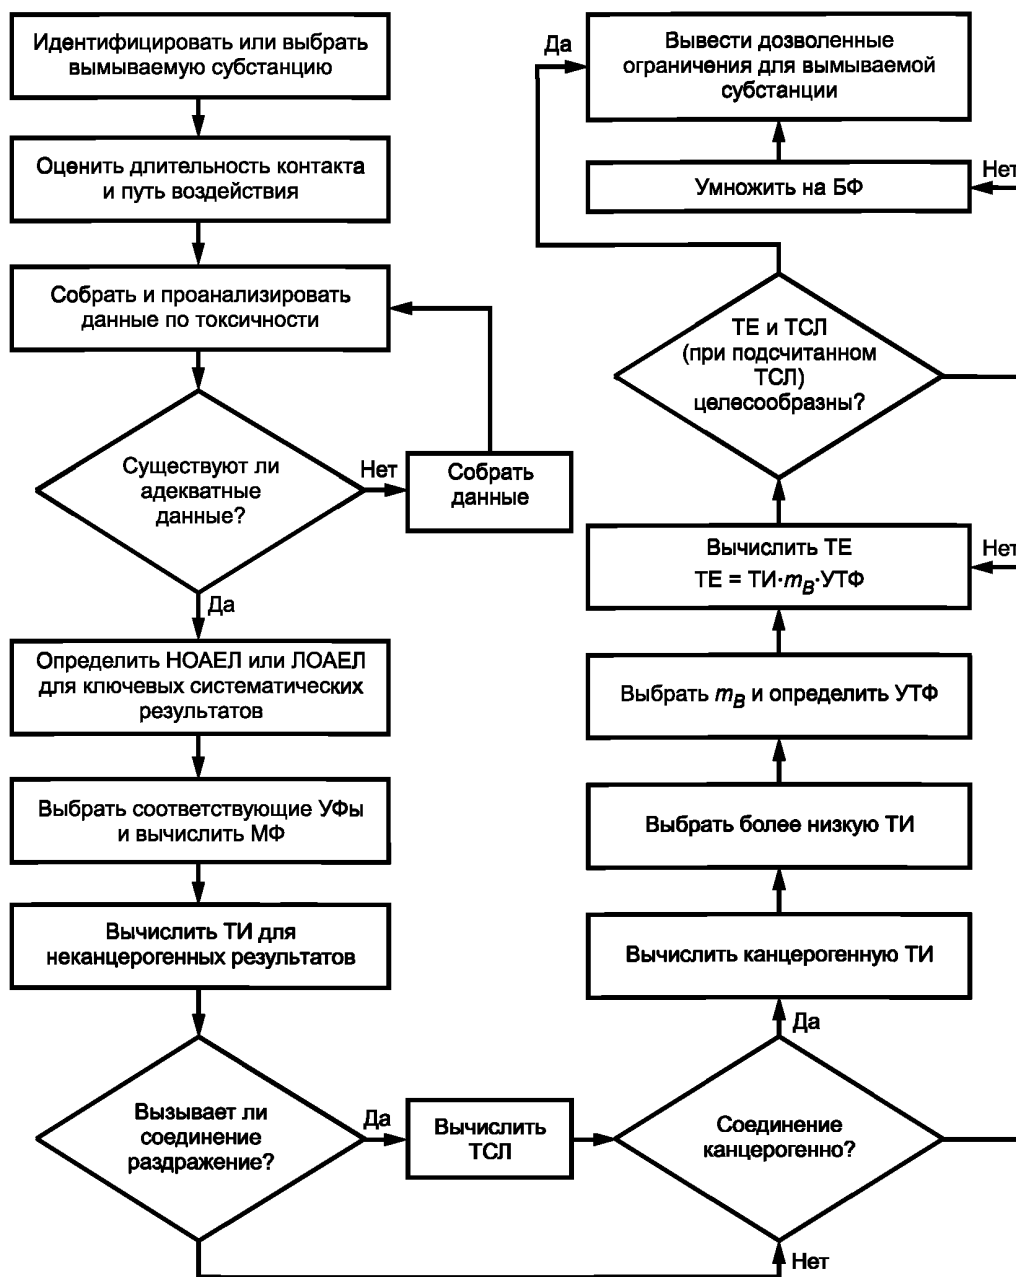 Идентифицировать или выбрать
вымываемую субстанцию
Оценить длительность контакта
и путь воздействия
Собрать и проанализировать
данные по токсичности
Существуют ли
адекватные
данные?
Нет
Собрать
данные
Да
Определить НОАЕЛ или ЛОАЕЛ
для ключевых систематических
результатов
Выбрать соответствующие УФы
и вычислить МФ
Вычислить ТИ для
неканцерогенных результатов
Вызывает ли
соединение
раздражение?
Да
Вычислить
ТСЛ
Нет
Соединение
канцерогенно?
Да
Вычислить канцерогенную ТИ
Выбрать более низкую ТИ
Выбрать mB и определить УТФ
Вычислить ТЕ
ТЕ = ТИ·mB·УТФ
Нет
ТЕ и ТСЛ
(при подсчитанном
ТСЛ)
целесообразны?
Нет
Умножить на БФ
Да
Вывести дозволенные
ограничения для вымываемой
субстанции